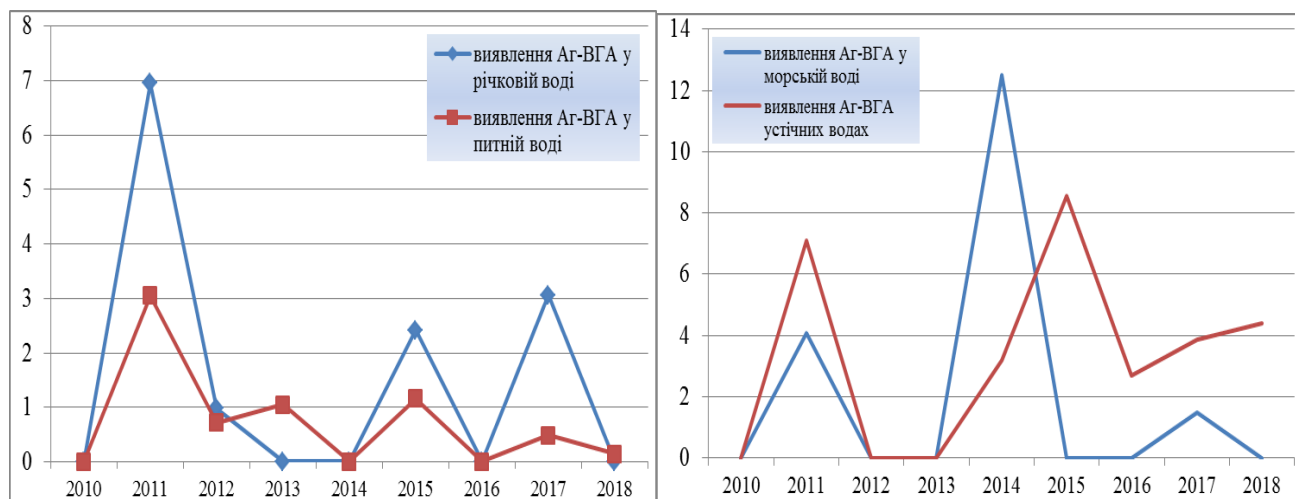 8
7
6
5
4
3
2
1
0
2010 2011 2012 2013 2014 2015 2016 2017 2018
виявлення Аг-ВГА у
річковій воді
виявлення Аг-ВГА у
питній воді
14
12
10
8
6
4
2
0
2010 2011 2012 2013 2014 2015 2016 2017 2018
виявлення Аг-ВГА у
морській воді
виявлення Аг-ВГА
устічних водах